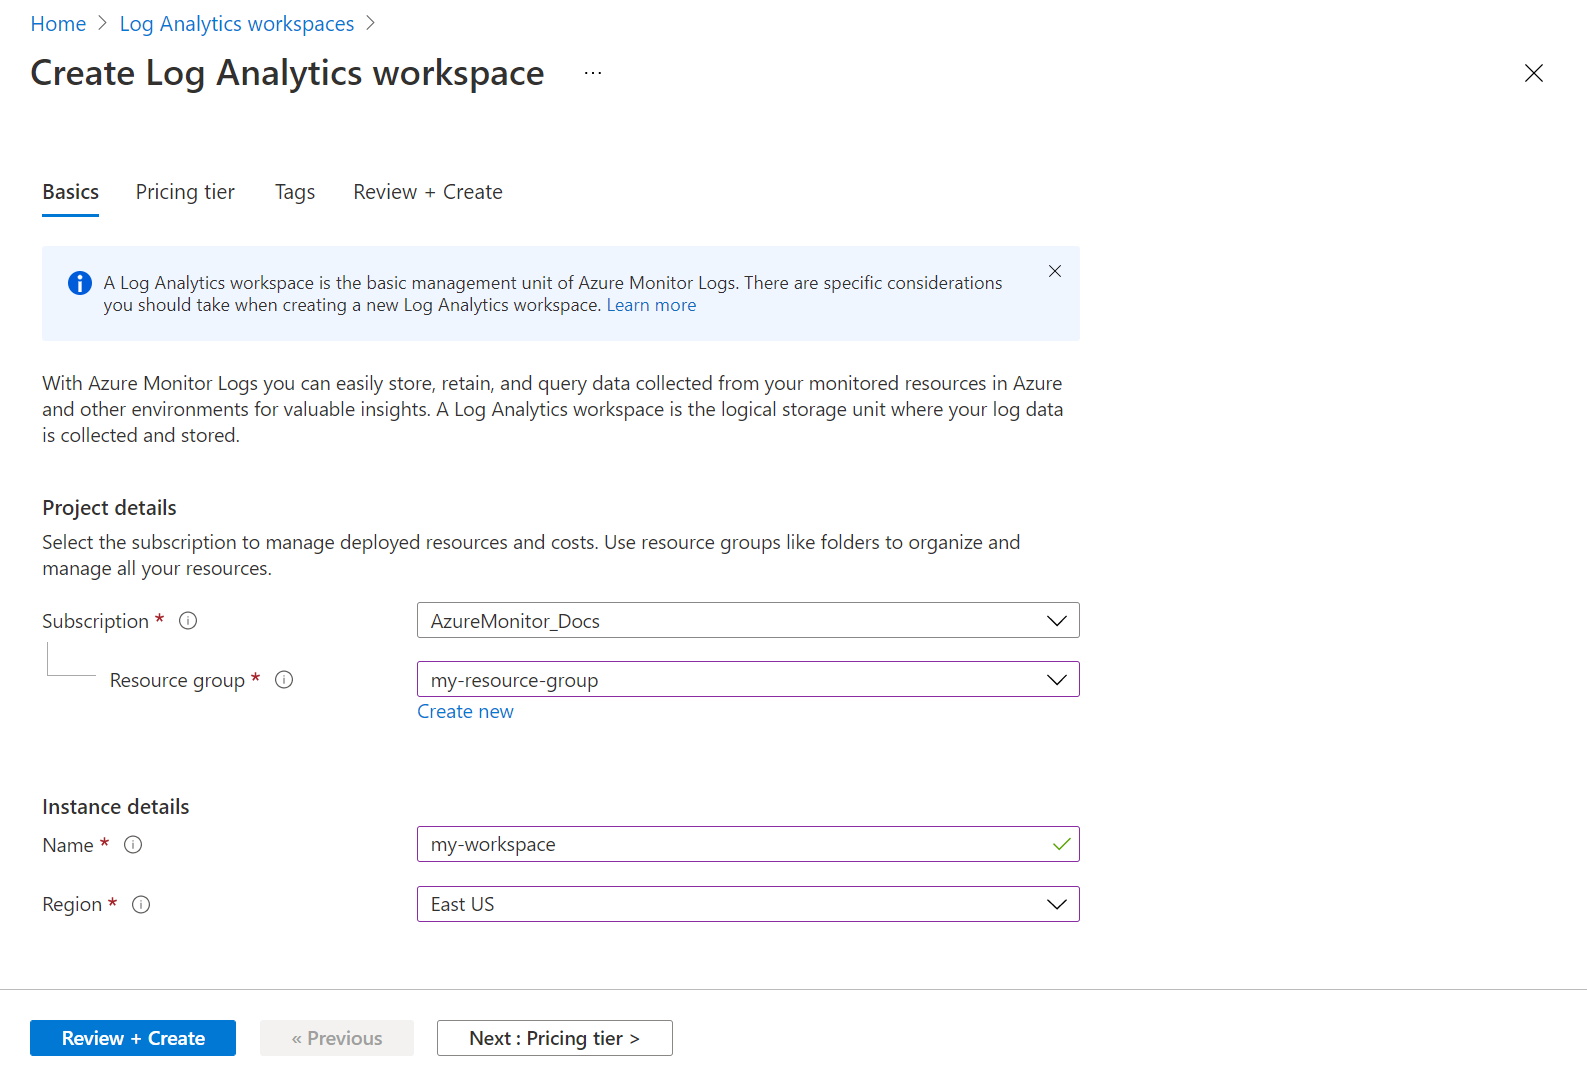 Home > Log Analytics workspaces >
Create Log Analytics workspace ...
Basics Pricing tier Tags Review + Create
A Log Analytics workspace is the basic management unit of Azure Monitor Logs. There are specific considerations
you should take when creating a new Log Analytics workspace. Learn more
With Azure Monitor Logs you can easily store, retain, and query data collected from your monitored resources in Azure
and other environments for valuable insights. A Log Analytics workspace is the logical storage unit where your log data
is collected and stored.
Project details
Select the subscription to manage deployed resources and costs. Use resource groups like folders to organize and
manage all your resources.
Subscription * AzureMonitor_Docs
Resource group * my-resource-group
Create new
Instance details
Name * my-workspace
Region * East US
Review + Create « Previous Next : Pricing tier >